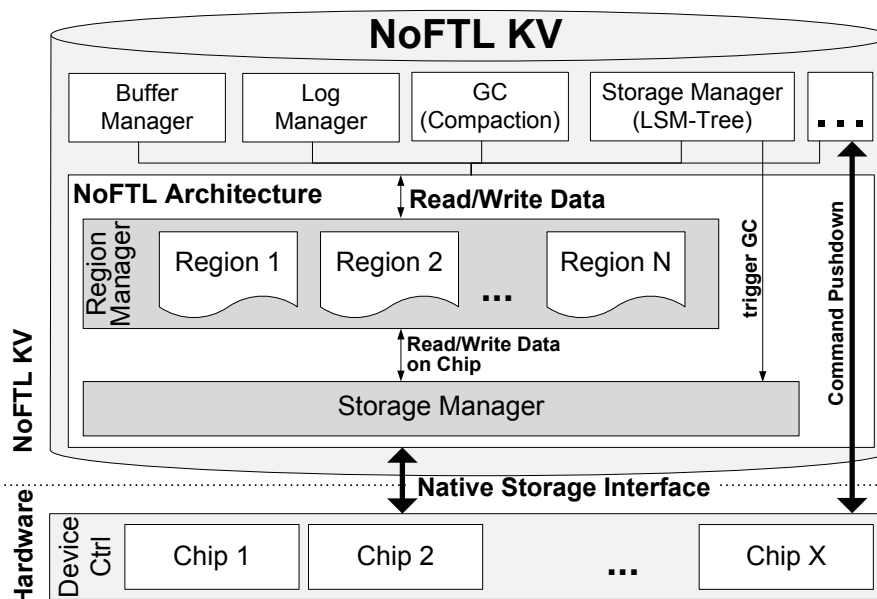 NoFTL KV
Buffer
Manager
Log
Manager
GC
(Compaction)
Storage Manager
(LSM-Tree)
...
NoFTL Architecture
Read/Write Data
Region
Manager
Region 1
Region 2
...
Region N
trigger GC
Command Pushdown
Read/Write Data
on Chip
Storage Manager
NoFTL KV
Native Storage Interface
Hardware
Device
Ctrl
Chip 1
Chip 2
...
Chip X